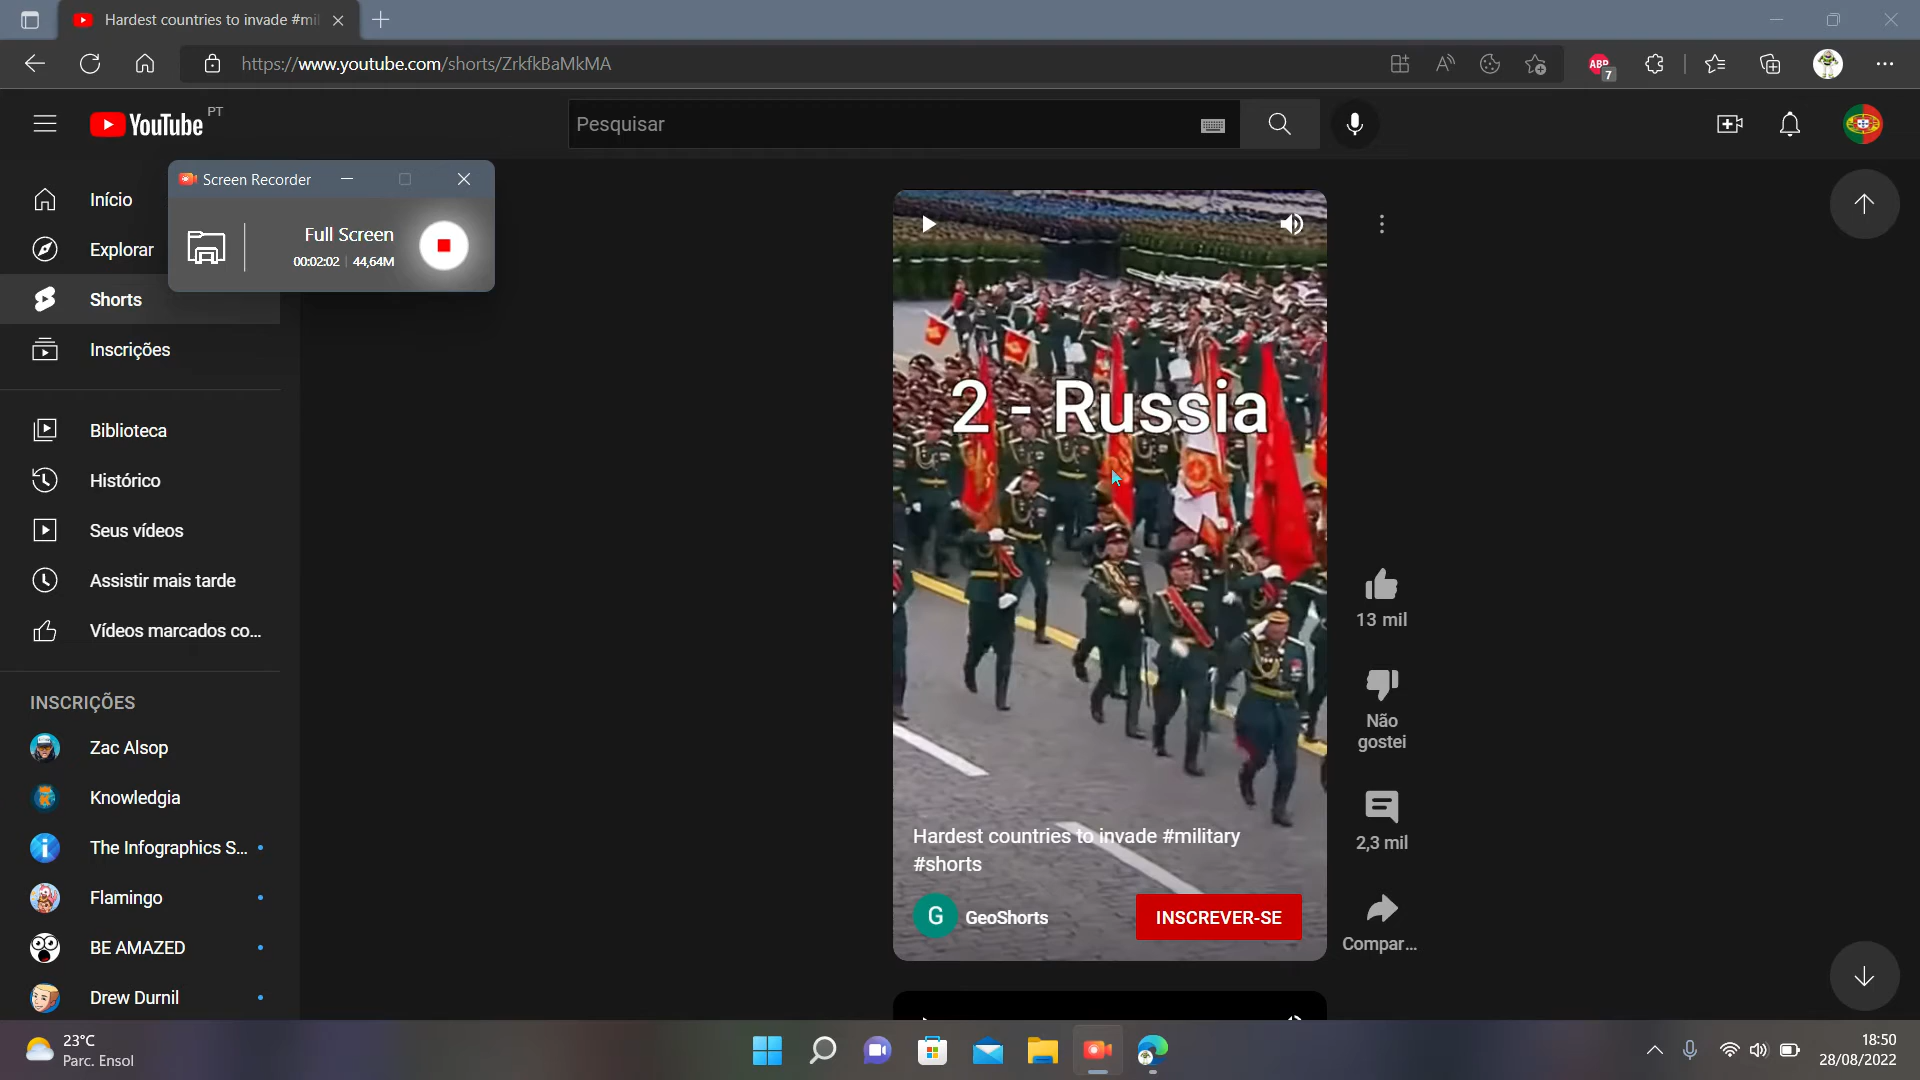 Hardest countries to invade #mil
https://www.youtube.com/shorts/ZrkfkBaMkMA
ABP
7
YouTube
PT
Pesquisar
Screen Recorder
Full Screen
00:02:02 | 44,64M
Início
Explorar
Shorts
Inscrições
Biblioteca
Histórico
Seus vídeos
Assistir mais tarde
Vídeos marcados co...
INSCRIÇÕES
Zac Alsop
Knowledgia
The Infographics S...
Flamingo
BE AMAZED
Drew Durnil
2 - Russia
Hardest countries to invade #military
#shorts
G
GeoShorts
INSCREVER-SE
13 mil
Não
gostei
2,3 mil
Compar...
23°C
Parc. Ensol
18:50
28/08/2022